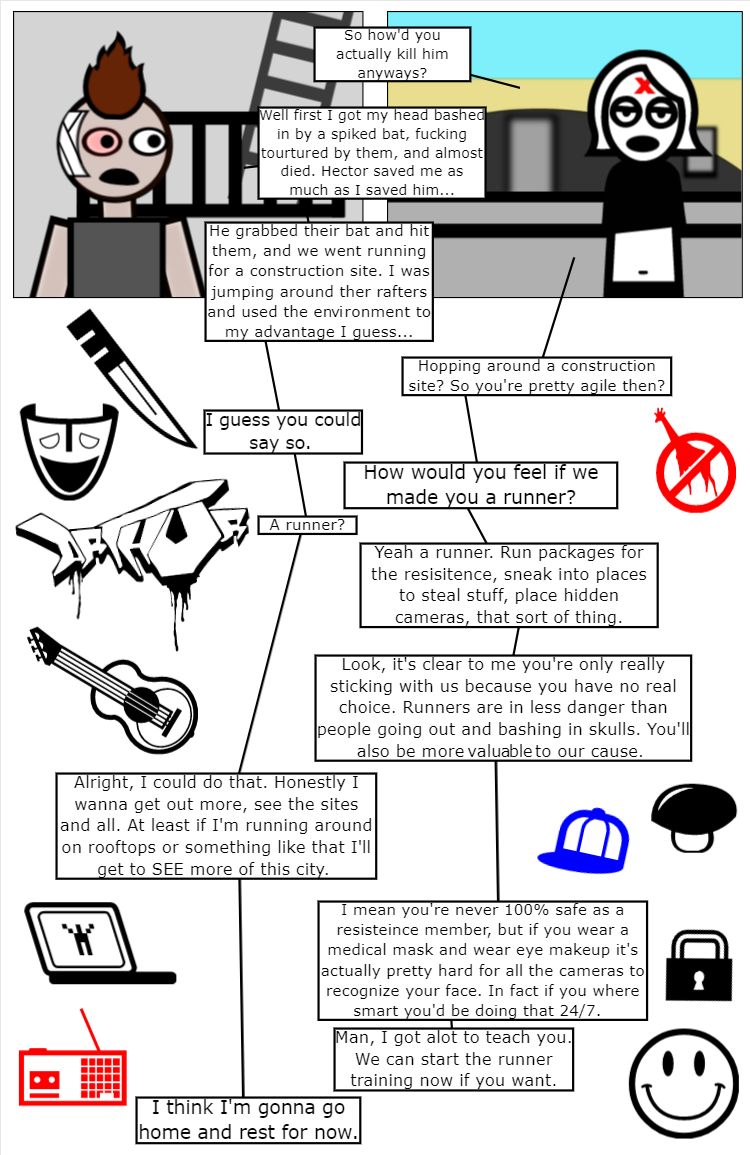 So how'd you
actually kill him
anyways?
Well first I got my head bashed
in by a spiked bat, fucking
tourtured by them, and almost
died. Hector saved me as
much as I saved him...
He grabbed their bat and hit
them, and we went running
for a construction site. I was
jumping around ther rafters
and used the environment to
my advantage I guess...
Hopping around a construction
site? So you're pretty agile then?
I guess you could
say so.
How would you feel if we
made you a runner?
A runner?
Yeah a runner. Run packages for
the resisitence, sneak into places
to steal stuff, place hidden
cameras, that sort of thing.
Look, it's clear to me you're only really
sticking with us because you have no real
choice. Runners are in less danger than
people going out and bashing in skulls. You'll
also be more valuable to our cause.
Alright, I could do that. Honestly I
wanna get out more, see the sites
and all. At least if I'm running around
on rooftops or something like that I'll
get to SEE more of this city.
I mean you're never 100% safe as a
resisteince member, but if you wear a
medical mask and wear eye makeup it's
actually pretty hard for all the cameras to
recognize your face. In fact if you where
smart you'd be doing that 24/7.
Man, I got alot to teach you.
We can start the runner
training now if you want.
I think I'm gonna go
home and rest for now.